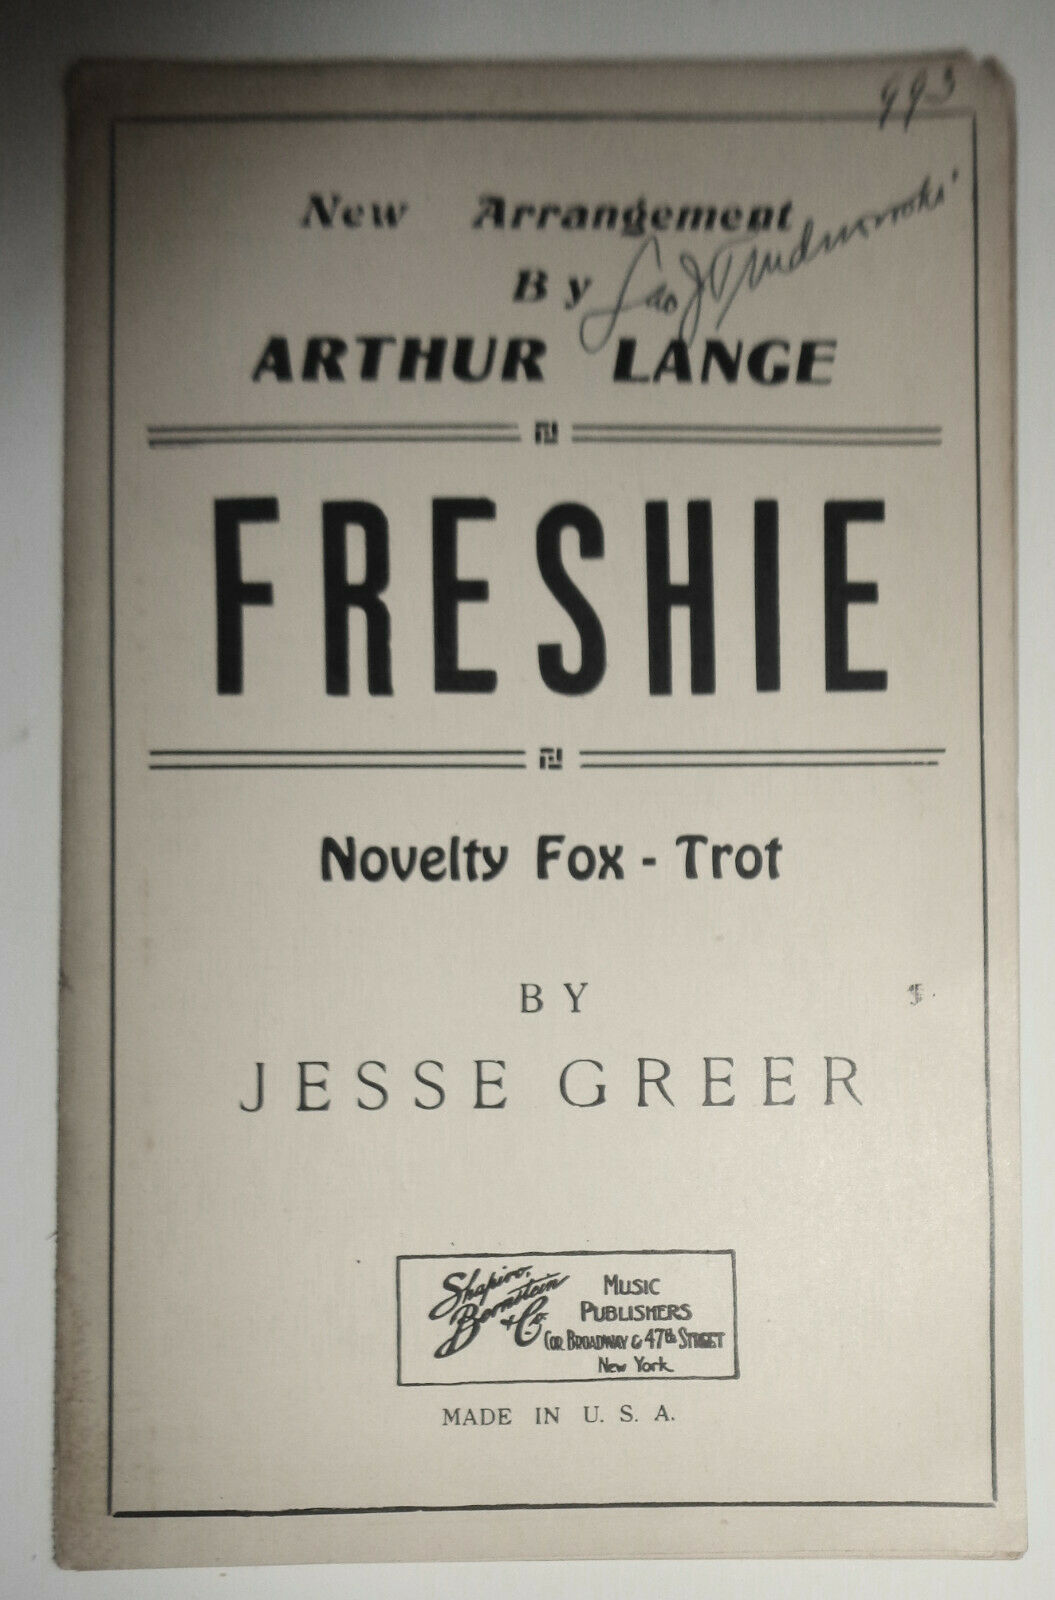 993
New Arrangement
By
ARTHUR LANGE
FRESHIE
Novelty Fox - Trot
BY
JESSE GREER
Shapiro,
Bernstein
& Co.
MUSIC
PUBLISHERS
COR BROADWAY & 47th STREET
NEW YORK
MADE IN U. S. A.